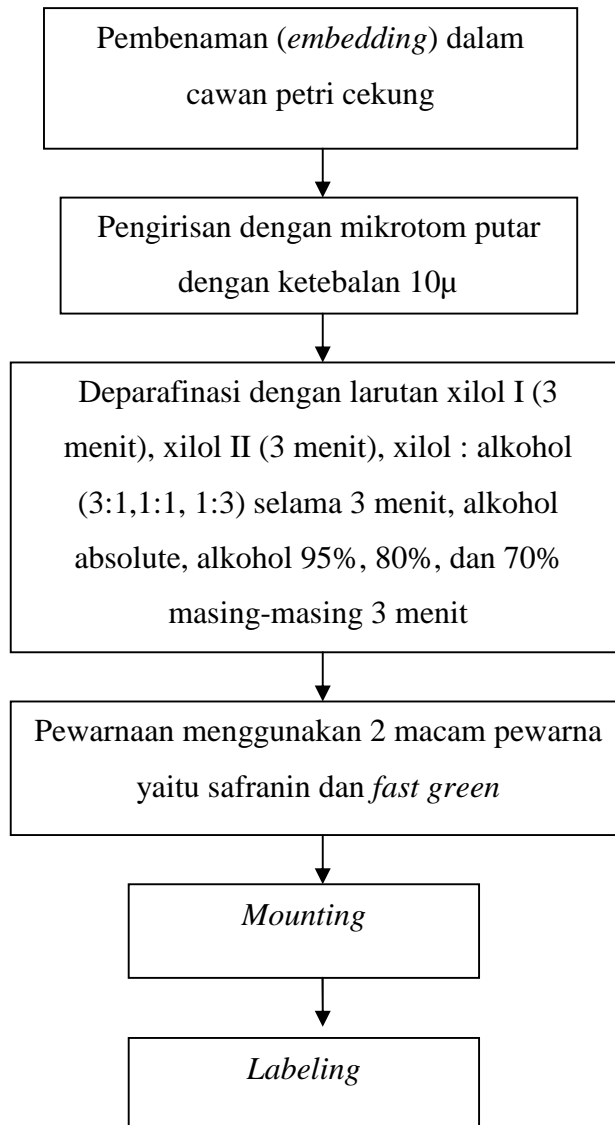 Pembenaman (embedding) dalam
cawan petri cekung
Pengirisan dengan mikrotom putar
dengan ketebalan 10μ
Deparafinasi dengan larutan xilol I (3
menit), xilol II (3 menit), xilol : alkohol
(3:1,1:1, 1:3) selama 3 menit, alkohol
absolute, alkohol 95%, 80%, dan 70%
masing-masing 3 menit
Pewarnaan menggunakan 2 macam pewarna
yaitu safranin dan fast green
Mounting
Labeling